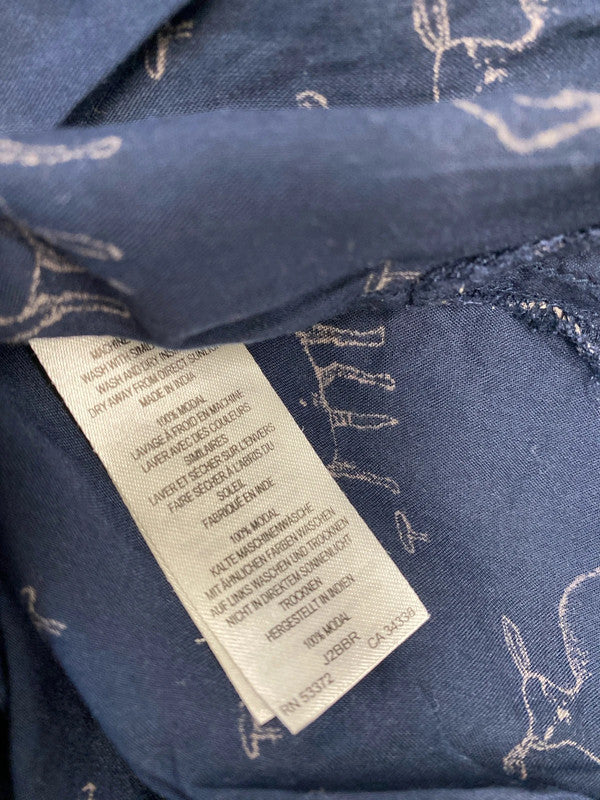 MACHINE
WASH WITH SIMIL
WASH AND DRY INS
DRY AWAY FROM DIRECT SUNLIG
MADE IN INDIA
100% MODAL
LAVAGE À FROID EN MACHINE
LAVER AVEC DES COULEURS
SIMILAIRES
LAVER ET SÉCHER SUR L'ENVERS
FAIRE SÉCHER À L'ABRIS DU
SOLEIL
FABRIQUÉ EN INDE
100% MODAL
KALTE MASCHINENWÄSCHE
MIT ÄHNLICHEN FARBEN WASCHEN
AUF LINKS WASCHEN UND TROCKNEN
NICHT IN DIREKTEM SONNENLICHT
TROCKNEN
HERGESTELLT IN INDIEN
100% MODAL
J2BBR
RN 53372 CA 34338